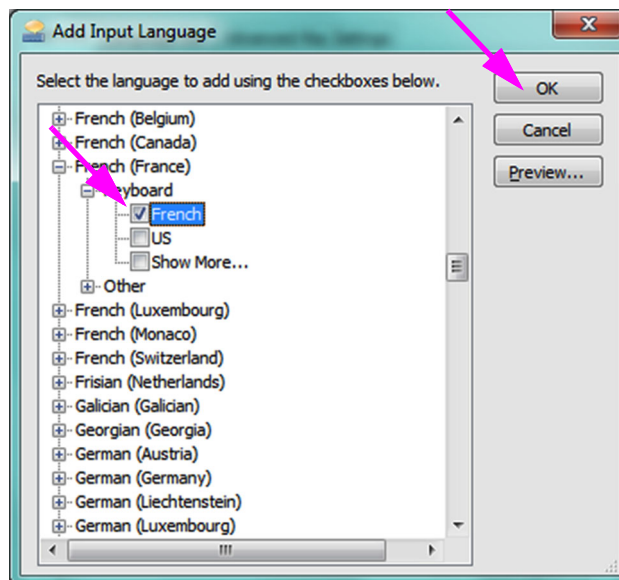 Add Input Language
Select the language to add using the checkboxes below.
OK
Cancel
Preview...
French (Belgium)
French (Canada)
French (France)
Keyboard
French
US
Show More...
Other
French (Luxembourg)
French (Monaco)
French (Switzerland)
Frisian (Netherlands)
Galician (Galician)
Georgian (Georgia)
German (Austria)
German (Germany)
German (Liechtenstein)
German (Luxembourg)